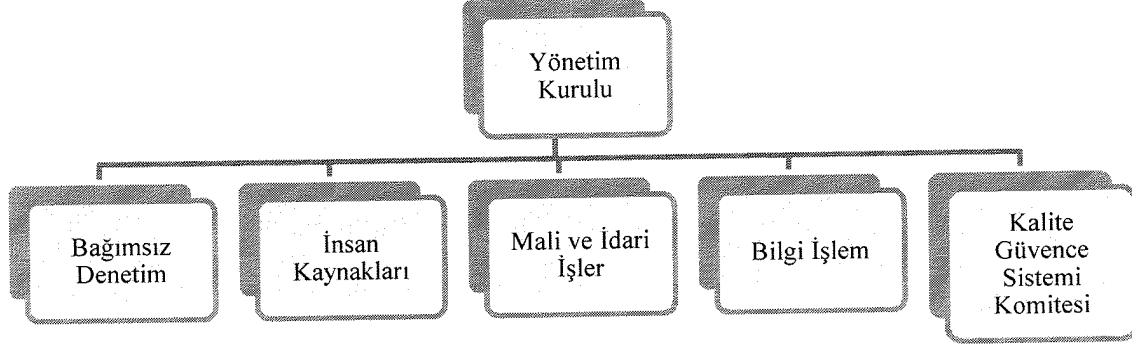 Yönetim
Kurulu
Bağımsız
Denetim
İnsan
Kaynakları
Mali ve İdari
İşler
Bilgi İşlem
Kalite
Güvence
Sistemi
Komitesi